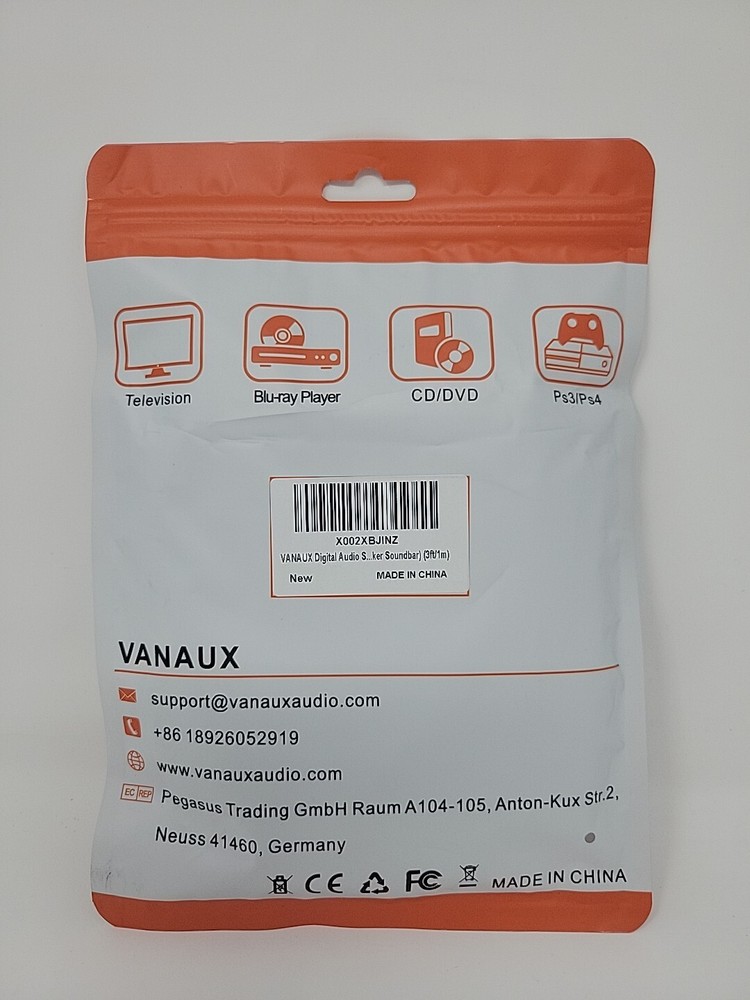 Television
Blu-ray Player
CD/DVD
Ps3/Ps4
X002XBJINZ
VANAUX Digital Audio S...ker Soundbar) (3ft/1m)
New
MADE IN CHINA
VANAUX
support@vanauxaudio.com
+86 18926052919
www.vanauxaudio.com
EC REP
Pegasus Trading GmbH Raum A104-105, Anton-Kux Str.2,
Neuss 41460, Germany
CE FC MADE IN CHINA